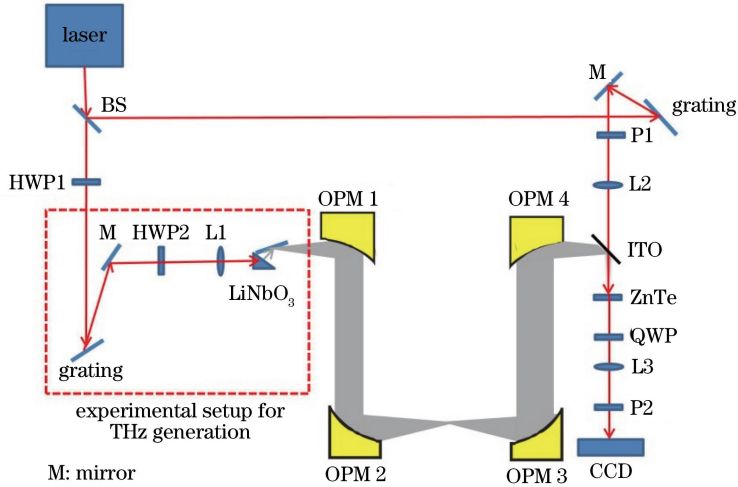 laser
BS
M
grating
P1
HWP1
L2
OPM 1
OPM 4
M
HWP2
L1
ITO
LiNbO3
ZnTe
QWP
grating
L3
experimental setup for
THz generation
P2
M: mirror
OPM 2
OPM 3
CCD